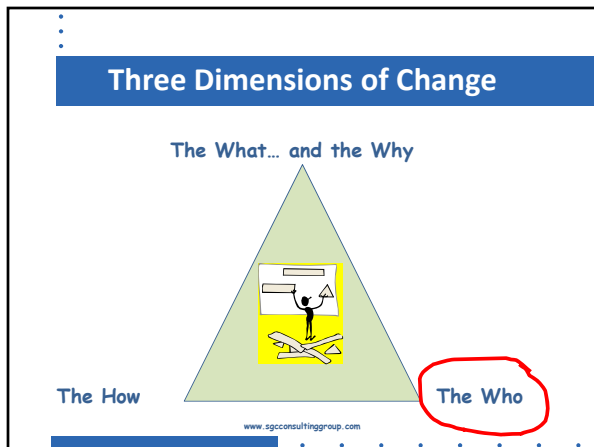 Three Dimensions of Change
The What... and the Why
The How
The Who
www.sgcconsultinggroup.com